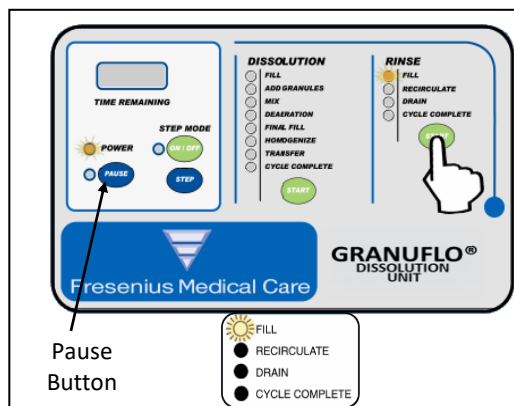 TIME REMAINING
POWER
PAUSE
STEP MODE
ON / OFF
STEP
DISSOLUTION
FILL
ADD GRANULES
MIX
DEAERATION
FINAL FILL
HOMOGENIZE
TRANSFER
CYCLE COMPLETE
START
RINSE
FILL
RECIRCULATE
DRAIN
CYCLE COMPLETE
Fresenius Medical Care
GRANUFLO®
DISSOLUTION
UNIT
Pause
Button
FILL
RECIRCULATE
DRAIN
CYCLE COMPLETE